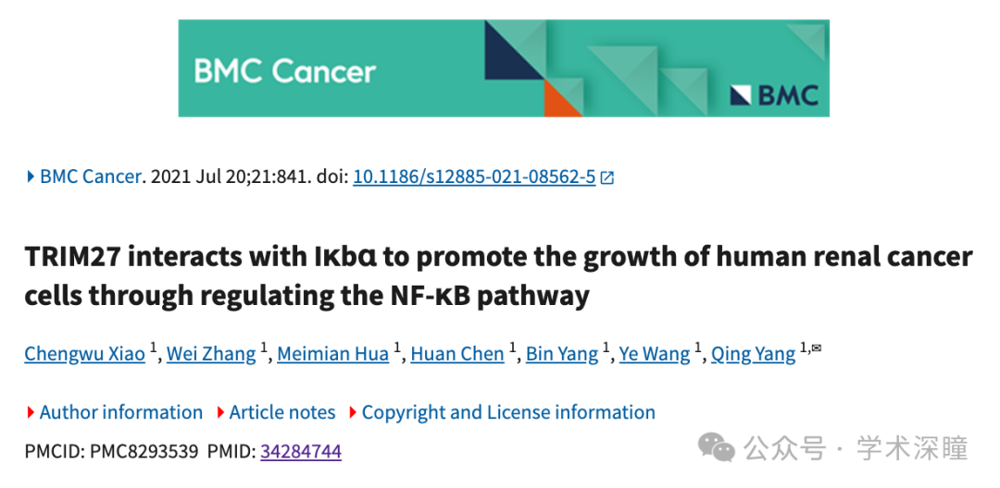 BMC Cancer
BMC
BMC Cancer. 2021 Jul 20;21:841. doi: 10.1186/s12885-021-08562-5
TRIM27 interacts with Iκbα to promote the growth of human renal cancer
cells through regulating the NF-κB pathway
Chengwu Xiao 1, Wei Zhang 1, Meimian Hua 1, Huan Chen 1, Bin Yang 1, Ye Wang 1, Qing Yang 1,✉
Author information Article notes Copyright and License information
PMCID: PMC8293539 PMID: 34284744
公众号 · 学术深瞳